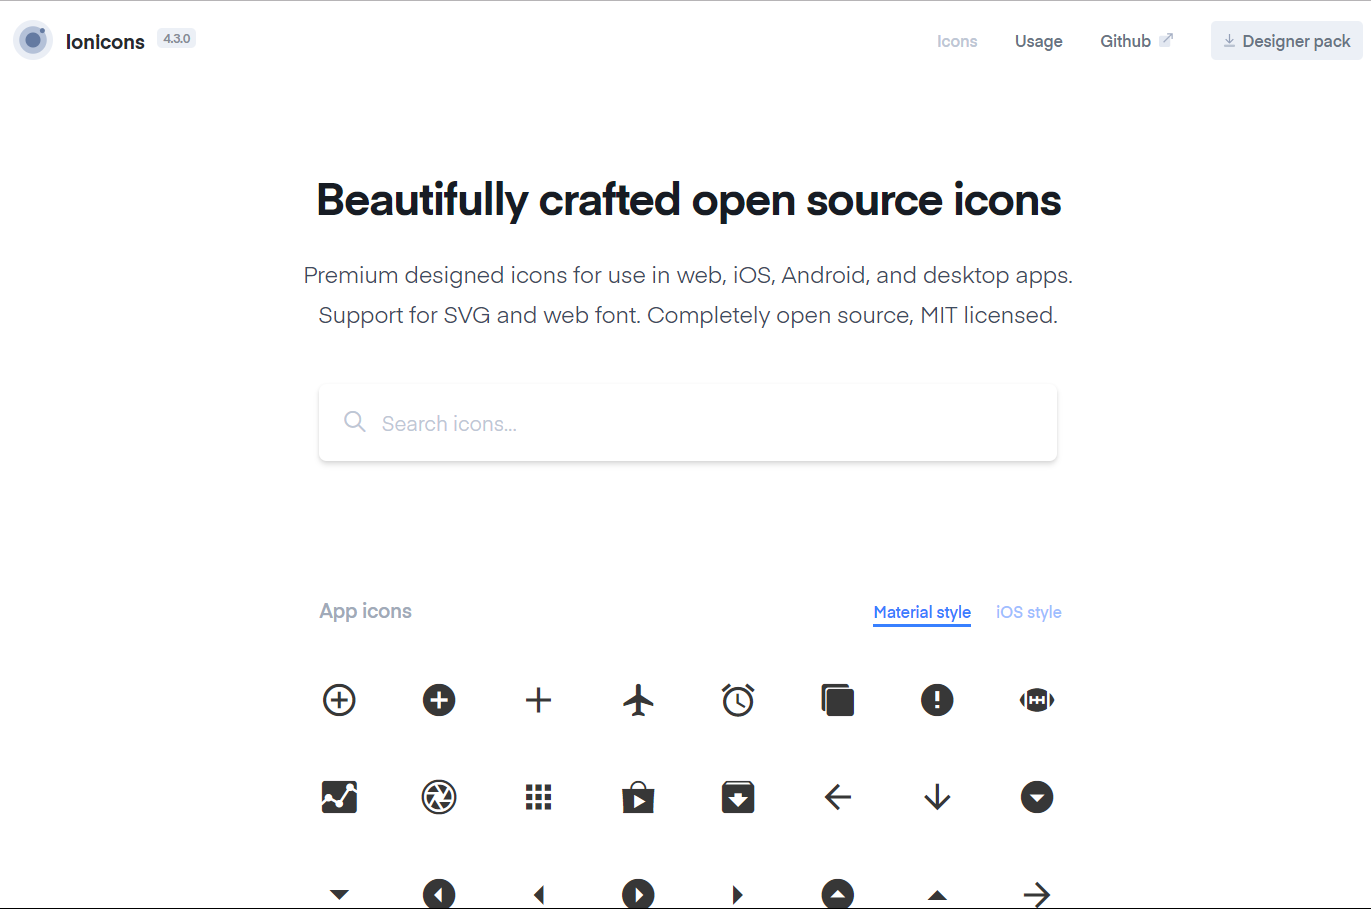 Ionicons 4.3.0 Icons Usage Github Designer pack
Beautifully crafted open source icons
Premium designed icons for use in web, iOS, Android, and desktop apps.
Support for SVG and web font. Completely open source, MIT licensed.
Search icons...
App icons Material style iOS style